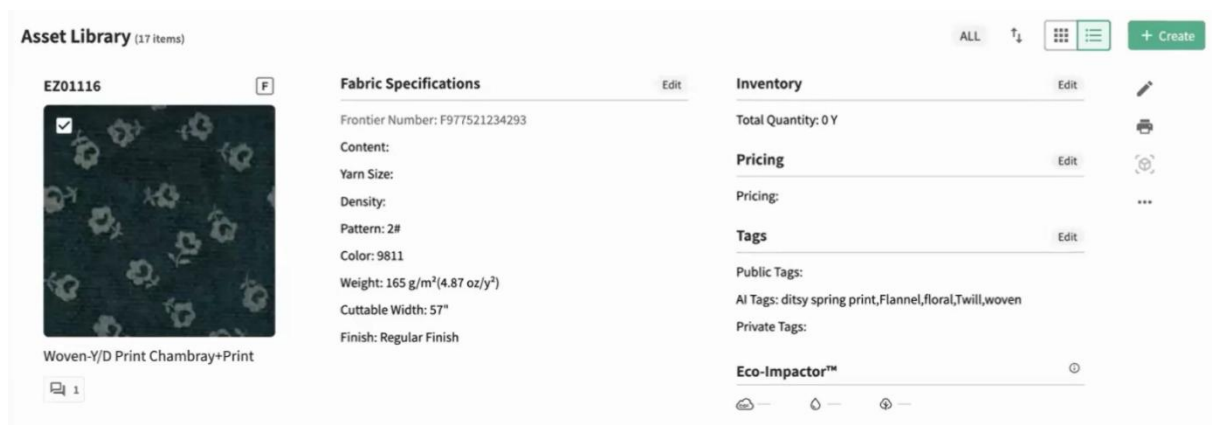 Asset Library (17 items)
ALL
+ Create
EZ01116
F
Woven-Y/D Print Chambray+Print
1
Fabric Specifications
Edit
Frontier Number: F977521234293
Content:
Yarn Size:
Density:
Pattern: 2#
Color: 9811
Weight: 165 g/m²(4.87 oz/y²)
Cuttable Width: 57"
Finish: Regular Finish
Inventory
Edit
Total Quantity: 0 Y
Pricing
Edit
Pricing:
Tags
Edit
Public Tags:
AI Tags: ditsy spring print,Flannel,floral,Twill,woven
Private Tags:
Eco-Impactor™